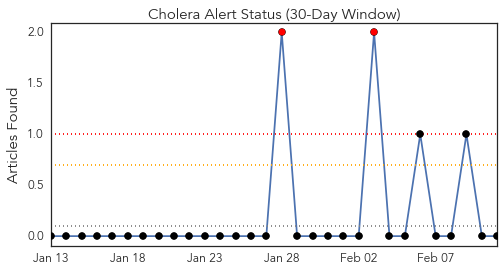 Cholera Alert Status (30-Day Window)
Articles Found
2.0
1.5
1.0
0.5
0.0
Jan 13 Jan 18 Jan 23 Jan 28 Feb 02 Feb 07